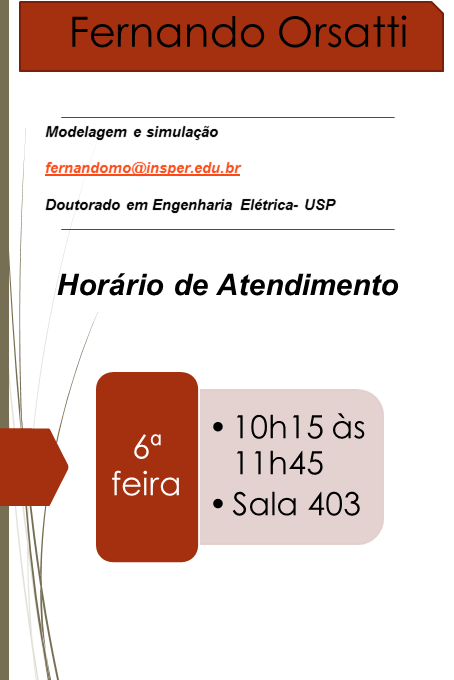 Fernando Orsatti
Modelagem e simulação
fernandomo@insper.edu.br
Doutorado em Engenharia Elétrica- USP
Horário de Atendimento
6ª
feira
• 10h15 às
11h45
• Sala 403